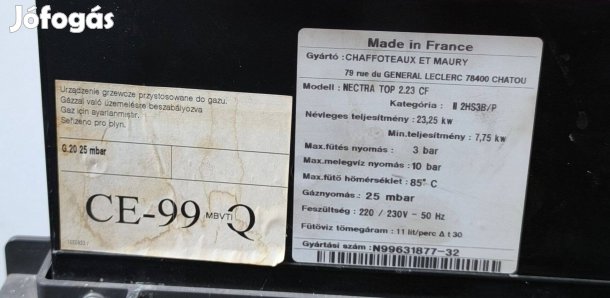 Jófogás
Urządzenie grzewcze przystosowane do gazu.
Gázzal való üzemelésre beszabályozva
Gaz için ayarlanmıştır.
Seřízeno pro plyn.
G.20 25 mbar
CE-99 MBVTI Q
Made in France
Gyártó : CHAFFOTEAUX ET MAURY
79 rue du GENERAL LECLERC 78400 CHATOU
Modell : NECTRA TOP 2.23 CF
Kategória : II 2HS3B/P
Névleges teljesítmény : 23,25 kw
Min.teljesítmény : 7,75 kw
Max.fűtés nyomás : 3 bar
Max.melegvíz nyomás : 10 bar
Max.fűtő hőmérséklet : 85° C
Gáznyomás : 25 mbar
Feszültség : 220 / 230V - 50 Hz
Fűtővíz tömegáram : 11 lit/perc Δ t 30
Gyártási szám : N99631877-32